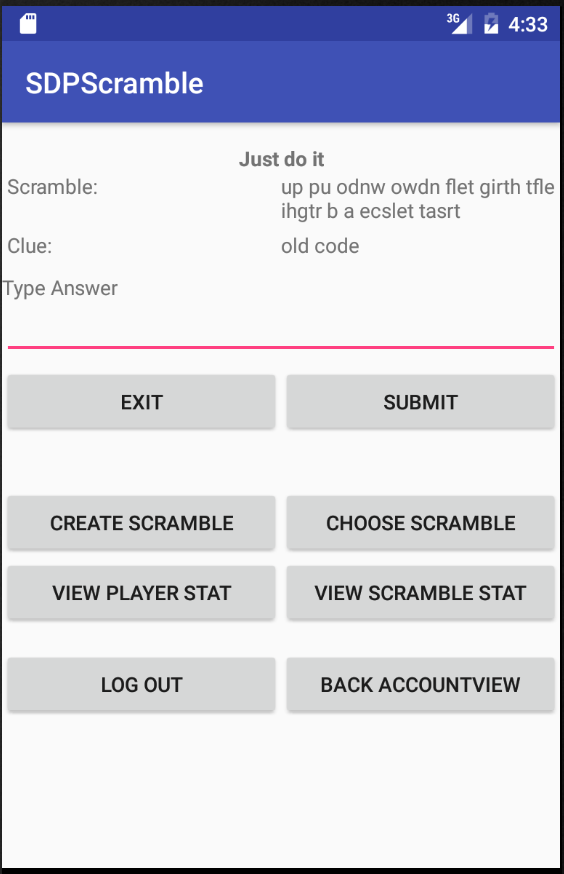 3G 4:33
SDPScramble
Just do it
Scramble: up pu odnw owdn flet girth tfle
ihgtr b a ecslet tasrt
Clue: old code
Type Answer
EXIT SUBMIT
CREATE SCRAMBLE CHOOSE SCRAMBLE
VIEW PLAYER STAT VIEW SCRAMBLE STAT
LOG OUT BACK ACCOUNTVIEW